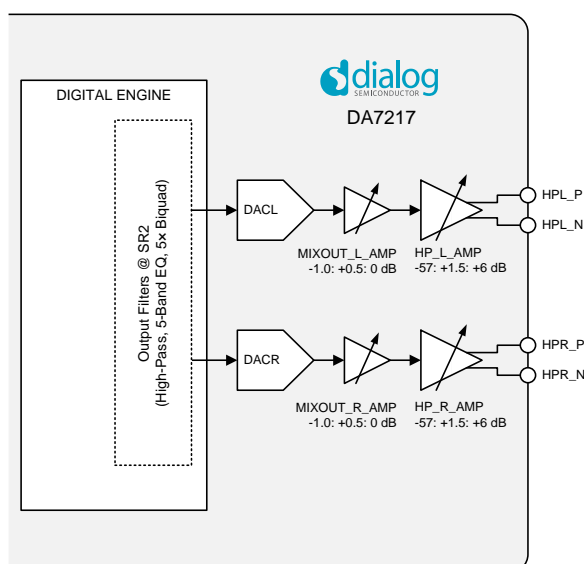 DIGITAL ENGINE
dialog
SEMICONDUCTOR
DA7217
Output Filters @ SR2
(High-Pass, 5-Band EQ, 5x Biquad)
DACL
MIXOUT_L_AMP
-1.0: +0.5: 0 dB
HP_L_AMP
-57: +1.5: +6 dB
HPL_P
HPL_N
DACR
MIXOUT_R_AMP
-1.0: +0.5: 0 dB
HP_R_AMP
-57: +1.5: +6 dB
HPR_P
HPR_N